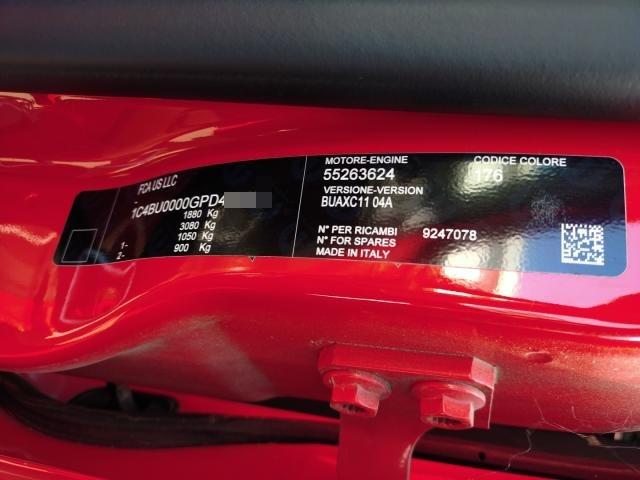 FCA US LLC
1C4BU0000GPD4
1880 Kg
3080 Kg
1- 1050 Kg
2- 900 Kg
MOTORE-ENGINE
55263624
VERSIONE-VERSION
BUAXC11 04A
N° PER RICAMBI
N° FOR SPARES
9247078
MADE IN ITALY
CODICE COLORE
176